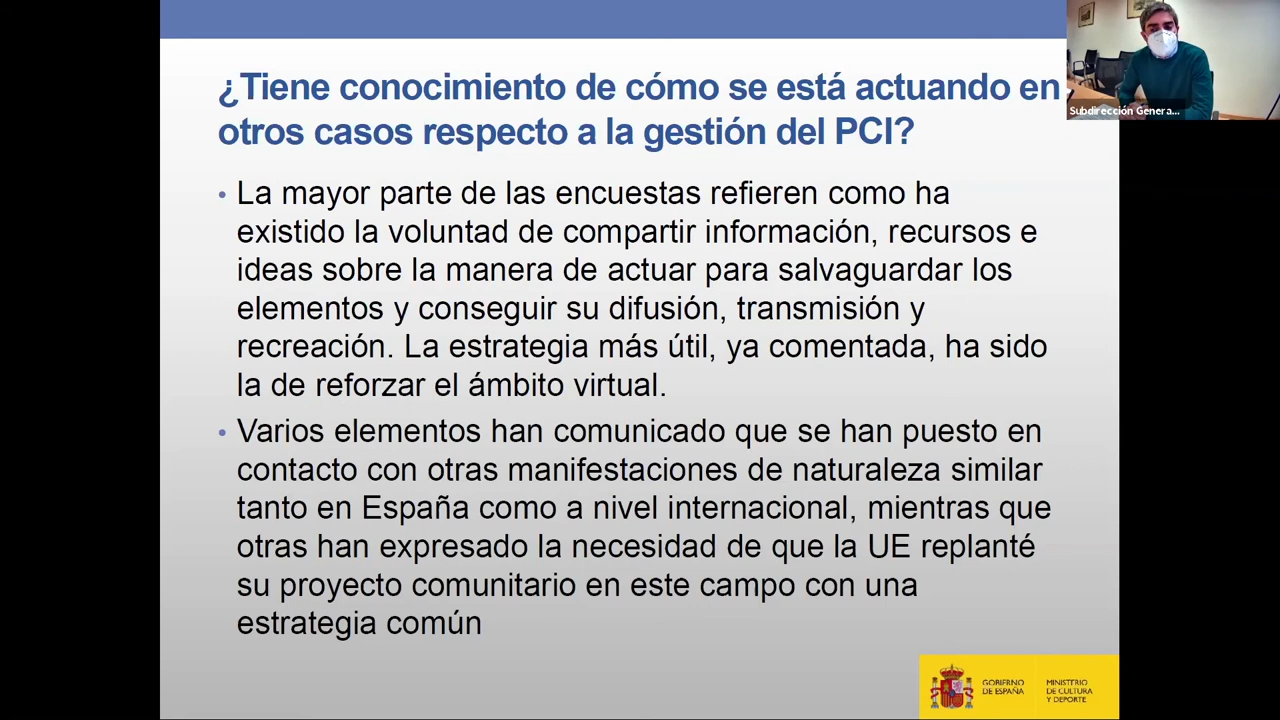 ¿Tiene conocimiento de cómo se está actuando en
otros casos respecto a la gestión del PCI?
• La mayor parte de las encuestas refieren como ha
existido la voluntad de compartir información, recursos e
ideas sobre la manera de actuar para salvaguardar los
elementos y conseguir su difusión, transmisión y
recreación. La estrategia más útil, ya comentada, ha sido
la de reforzar el ámbito virtual.
• Varios elementos han comunicado que se han puesto en
contacto con otras manifestaciones de naturaleza similar
tanto en España como a nivel internacional, mientras que
otras han expresado la necesidad de que la UE replanté
su proyecto comunitario en este campo con una
estrategia común
Subdirección Genera...
GOBIERNO
DE ESPAÑA
MINISTERIO
DE CULTURA
Y DEPORTE